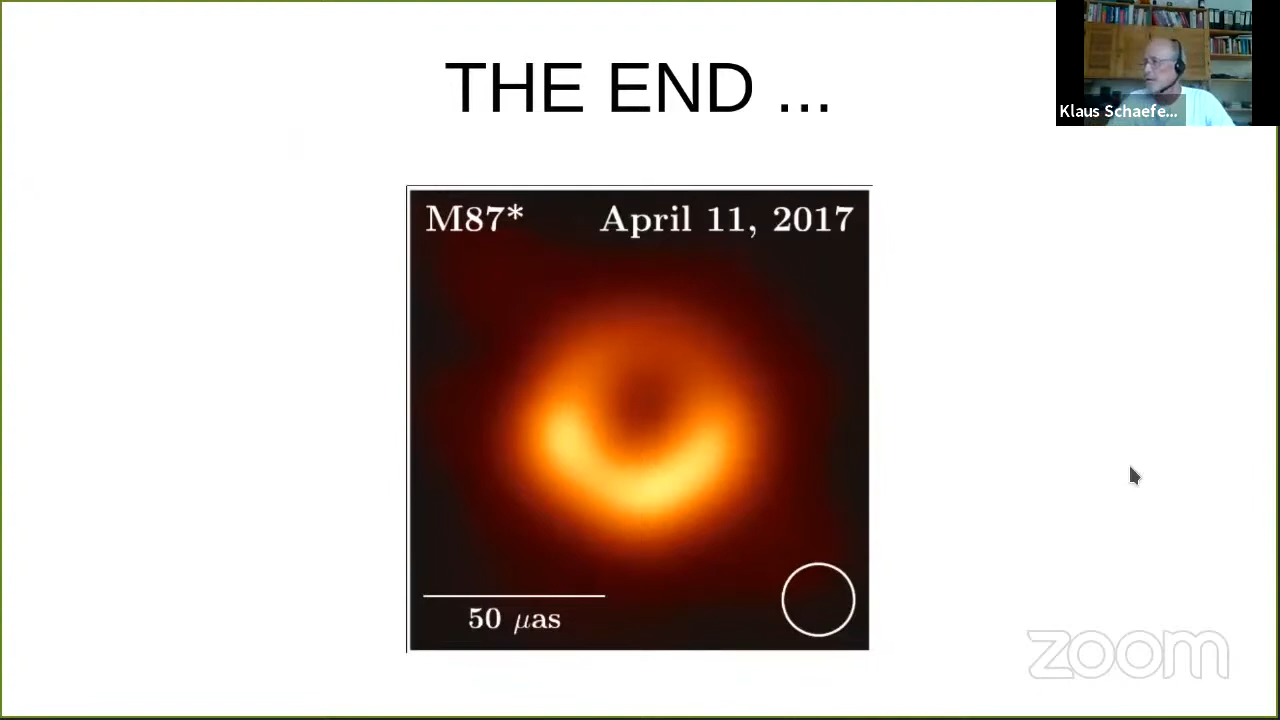 THE END ...
Klaus Schaefe...
M87* April 11, 2017
50 μas
zoom